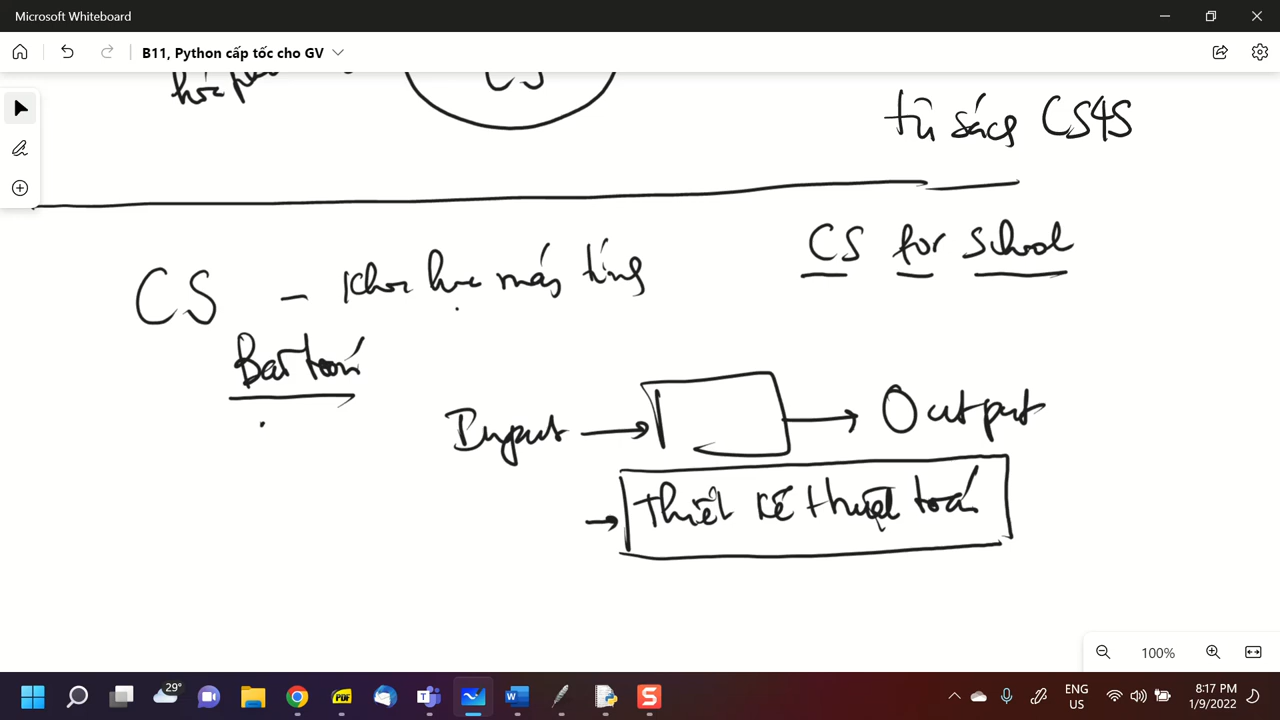 Microsoft Whiteboard
B11, Python cấp tốc cho GV
CS
tủ sách CS4S
CS for School
CS – Khoa học máy tính
Bài toán
Input → → Output
→ Thiết kế thuật toán
100%
29°
ENG
US
8:17 PM
1/9/2022
PDF